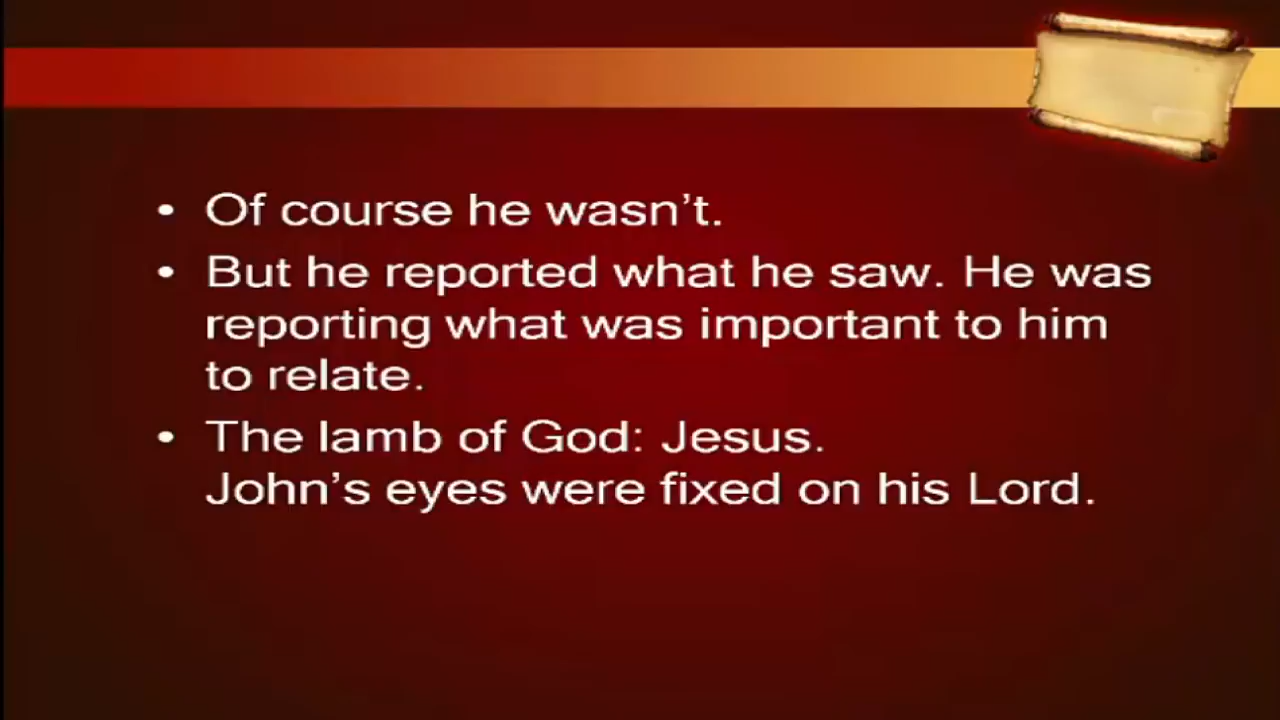 • Of course he wasn't.
• But he reported what he saw. He was
reporting what was important to him
to relate.
• The lamb of God: Jesus.
John's eyes were fixed on his Lord.